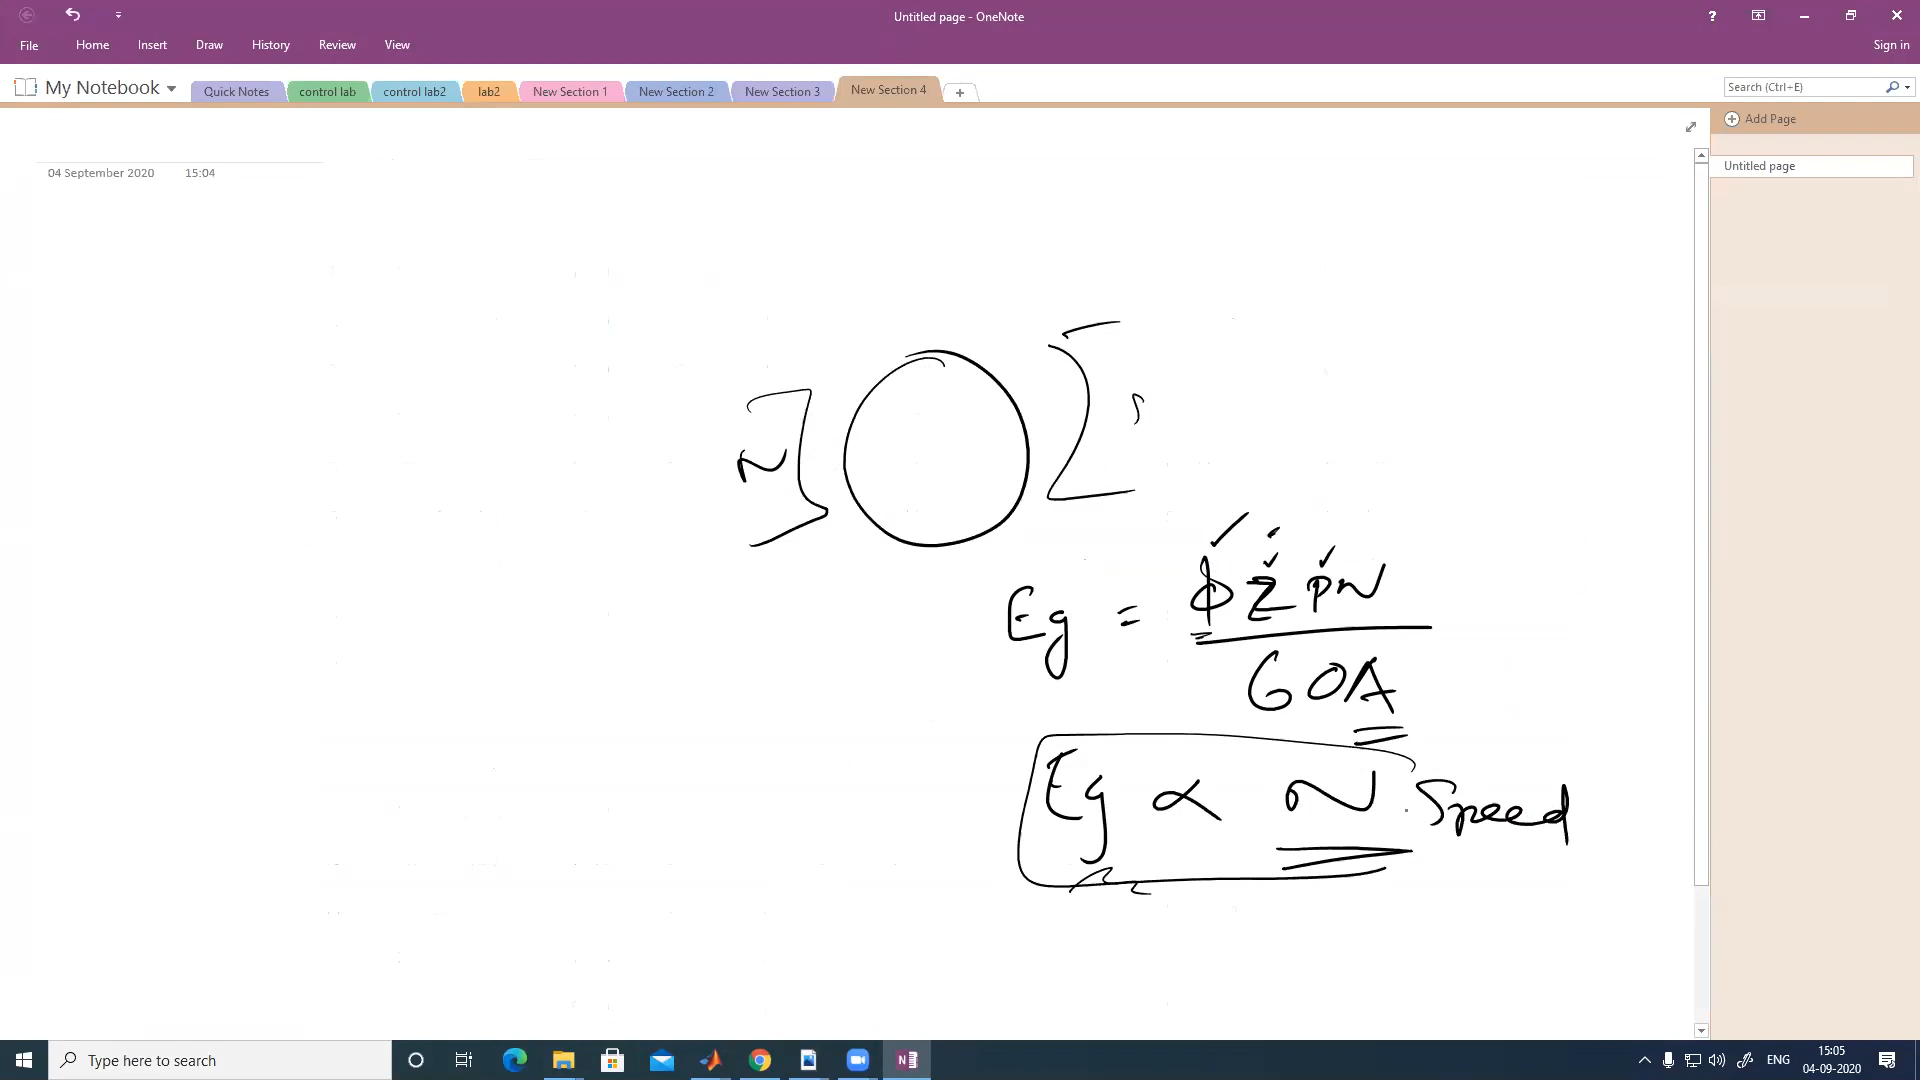 Untitled page - OneNote
?
File Home Insert Draw History Review View
Sign in
My Notebook
Quick Notes control lab control lab2 lab2 New Section 1 New Section 2 New Section 3 New Section 4 +
Search (Ctrl+E)
Add Page
Untitled page
04 September 2020 15:04
N
S
Eg = ϕZPN
60A
Eg ∝ N Speed
Type here to search
N
ENG
15:05
04-09-2020